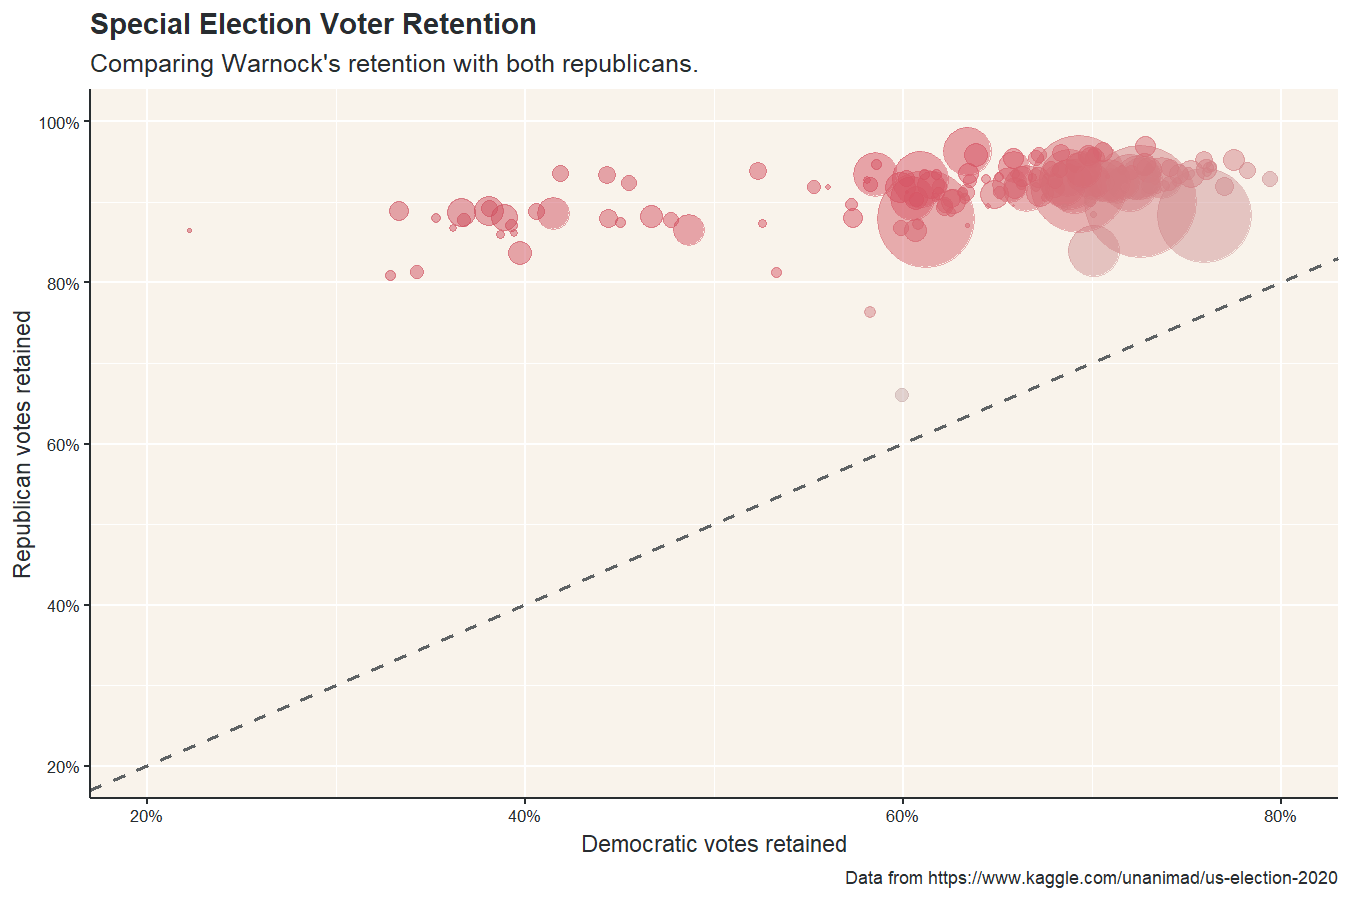 Special Election Voter Retention
Comparing Warnock's retention with both republicans.
100%
80%
60%
40%
20%
Republican votes retained
20%
40%
60%
80%
Democratic votes retained
Data from https://www.kaggle.com/unanimad/us-election-2020